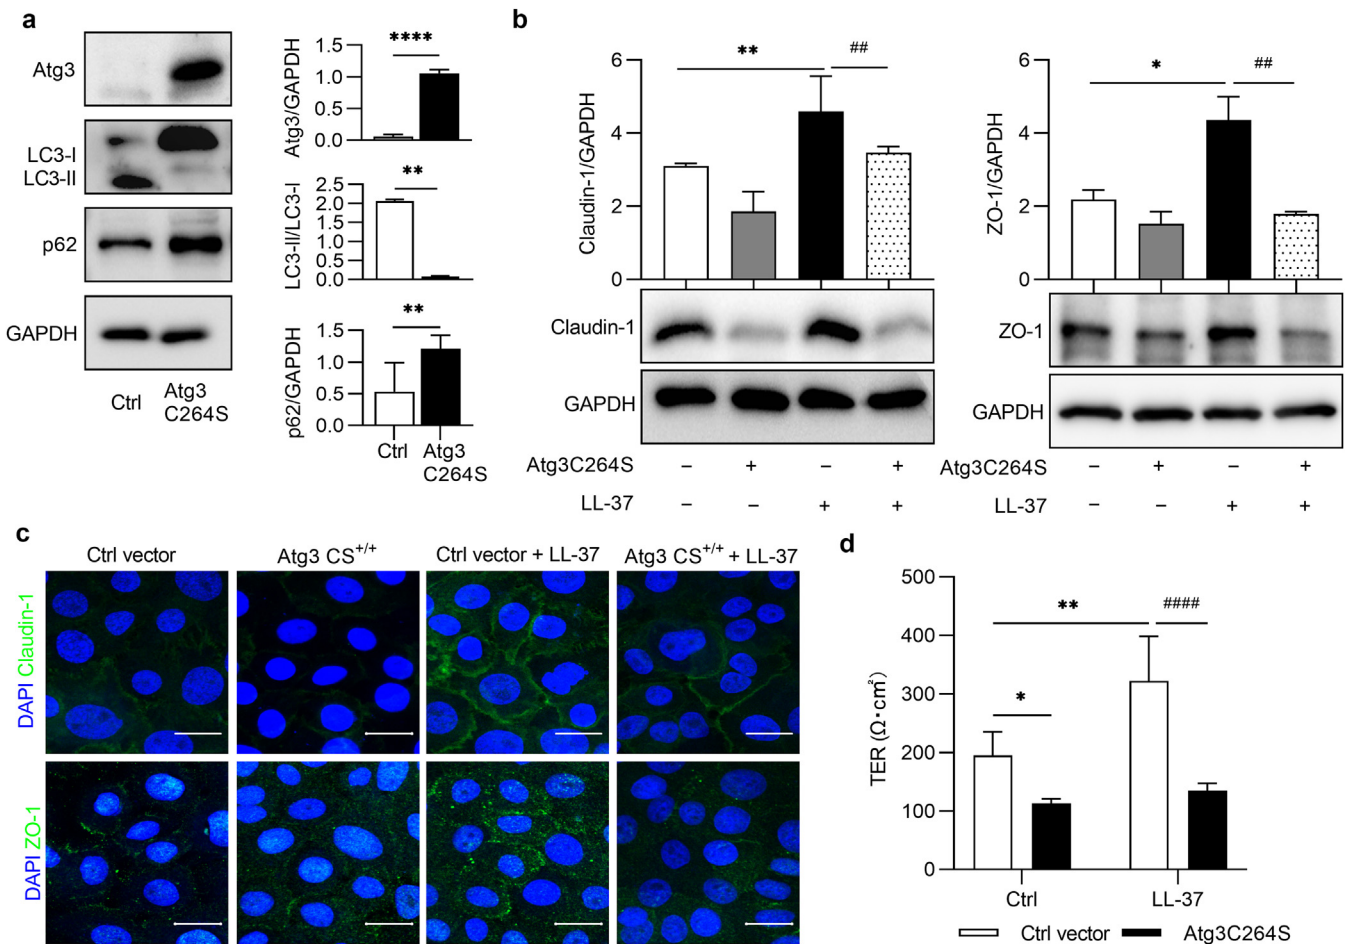 a
Atg3
LC3-I
LC3-II
p62
GAPDH
Ctrl
Atg3
C264S
Atg3/GAPDH
1.5
1.0
0.5
0.0
****
LC3-II/LC3-I
2.5
2.0
1.5
1.0
0.5
0.0
**
p62/GAPDH
1.5
1.0
0.5
0.0
**
Ctrl
Atg3
C264S
b
Claudin-1/GAPDH
6
4
2
0
**
##
Claudin-1
GAPDH
Atg3C264S − + − +
LL-37 − − + +
ZO-1/GAPDH
6
4
2
0
*
##
ZO-1
GAPDH
Atg3C264S − + − +
LL-37 − − + +
c
Ctrl vector
Atg3 CS+/+
Ctrl vector + LL-37
Atg3 CS+/+ + LL-37
DAPI Claudin-1
DAPI ZO-1
d
TER (Ω·cm²)
500
400
300
200
100
0
*
**
####
Ctrl
LL-37
Ctrl vector
Atg3C264S